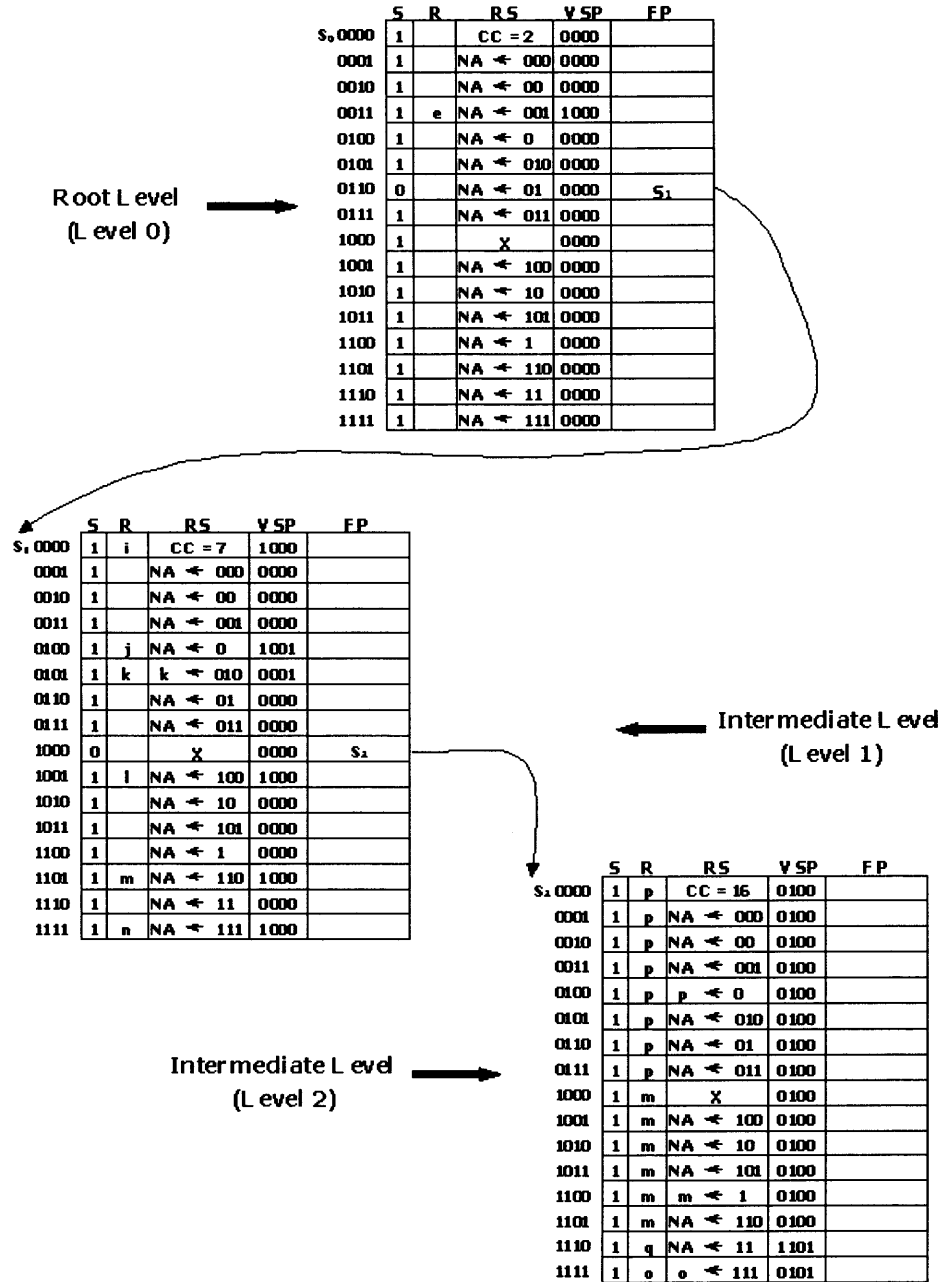 S R RS VSP FP
S₀ 0000 1 CC = 2 0000
0001 1 NA ← 000 0000
0010 1 NA ← 00 0000
0011 1 e NA ← 001 1000
0100 1 NA ← 0 0000
0101 1 NA ← 010 0000
0110 0 NA ← 01 0000 S₁
0111 1 NA ← 011 0000
1000 1 X 0000
1001 1 NA ← 100 0000
1010 1 NA ← 10 0000
1011 1 NA ← 101 0000
1100 1 NA ← 1 0000
1101 1 NA ← 110 0000
1110 1 NA ← 11 0000
1111 1 NA ← 111 0000
Root Level
(Level 0)
S R RS VSP FP
S₁ 0000 1 i CC = 7 1000
0001 1 NA ← 000 0000
0010 1 NA ← 00 0000
0011 1 NA ← 001 0000
0100 1 j NA ← 0 1001
0101 1 k k ← 010 0001
0110 1 NA ← 01 0000
0111 1 NA ← 011 0000
1000 0 X 0000 S₂
1001 1 l NA ← 100 1000
1010 1 NA ← 10 0000
1011 1 NA ← 101 0000
1100 1 NA ← 1 0000
1101 1 m NA ← 110 1000
1110 1 NA ← 11 0000
1111 1 n NA ← 111 1000
Intermediate Level
(Level 1)
S R RS VSP FP
S₂ 0000 1 p CC = 16 0100
0001 1 p NA ← 000 0100
0010 1 p NA ← 00 0100
0011 1 p NA ← 001 0100
0100 1 p p ← 0 0100
0101 1 p NA ← 010 0100
0110 1 p NA ← 01 0100
0111 1 p NA ← 011 0100
1000 1 m X 0100
1001 1 m NA ← 100 0100
1010 1 m NA ← 10 0100
1011 1 m NA ← 101 0100
1100 1 m m ← 1 0100
1101 1 m NA ← 110 0100
1110 1 q NA ← 11 1101
1111 1 o o ← 111 0101
Intermediate Level
(Level 2)